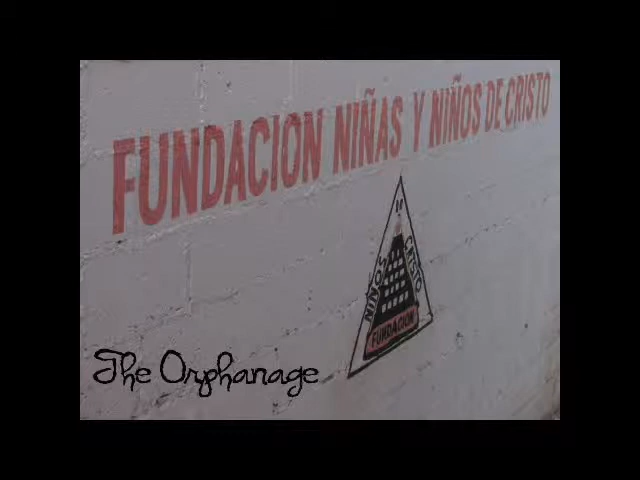 FUNDACION NIÑAS Y NIÑOS DE CRISTO
NIÑOS
CRISTO
FUNDACION
The Orphanage